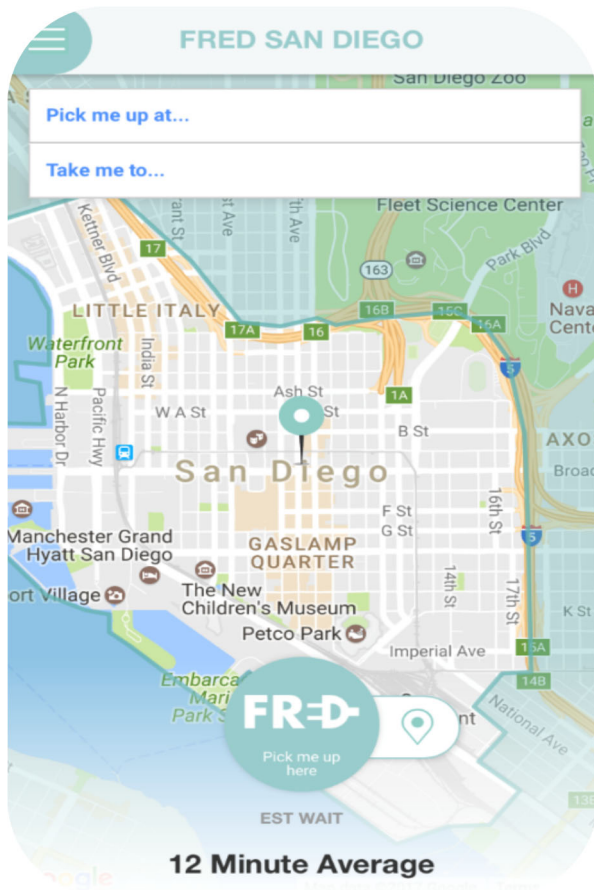 FRED SAN DIEGO
San Diego Zoo
Pick me up at...
Take me to...
Fleet Science Center
Kettner Blvd
Park Blvd
17
163
LITTLE ITALY
16B
15C
16A
17A
16
Waterfront
Park
India St
5
Ash St
1A
W A St
St
B St
N Harbor Dr
Pacific Hwy
San Diego
16th St
F St
G St
5
Manchester Grand
Hyatt San Diego
GASLAMP
QUARTER
The New
Children's Museum
14th St
17th St
K St
Petco Park
Imperial Ave
15A
14B
National Ave
FRED
Pick me up
here
EST WAIT
12 Minute Average